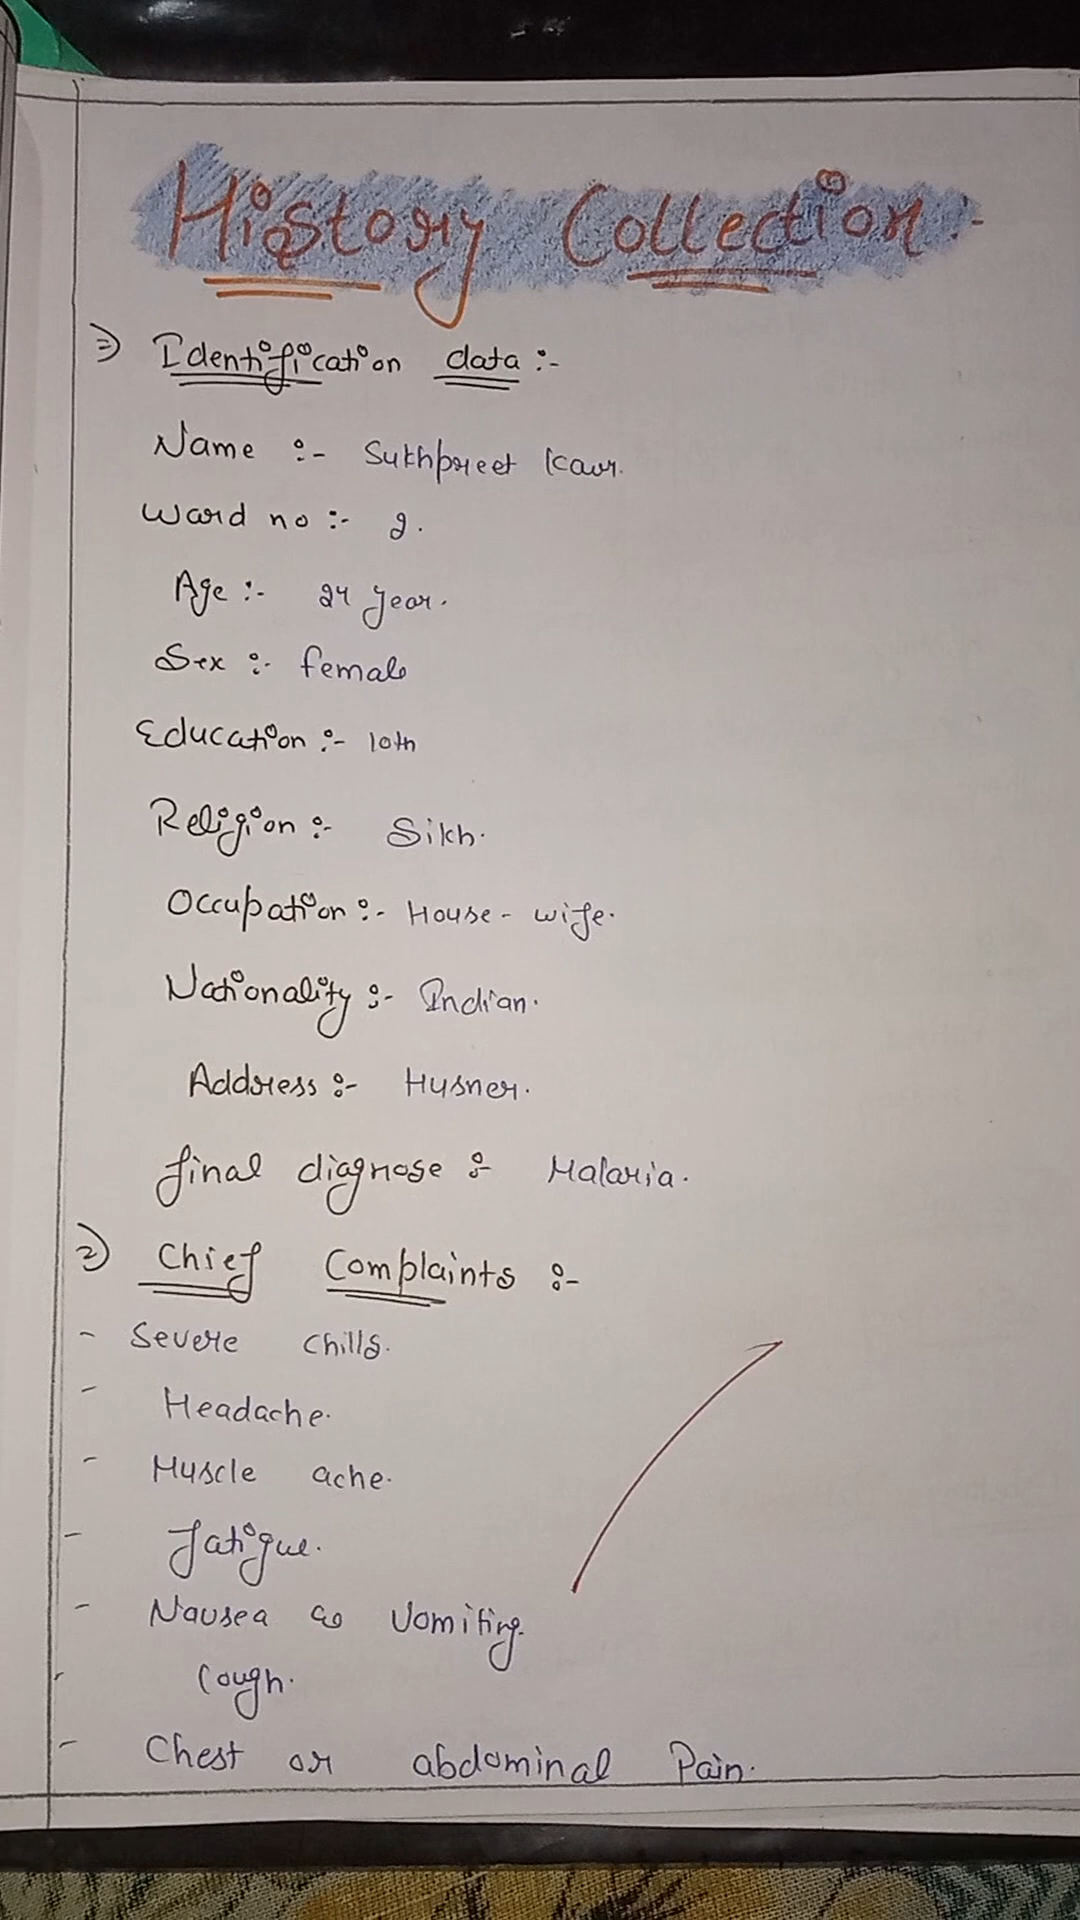 History Collection :-
⇒ Identification data :-
Name :- Sukhpreet Kaur.
Ward no :- 2.
Age :- 24 year.
Sex :- female
Education :- 10th
Religion :- Sikh.
Occupation :- House - wife.
Nationality :- Indian.
Address :- Husner.
final diagnose :- Malaria.
2) Chief Complaints :-
- Severe chills.
- Headache.
- Muscle ache.
- fatigue.
- Nausea & Vomiting.
- Cough.
- Chest or abdominal Pain.